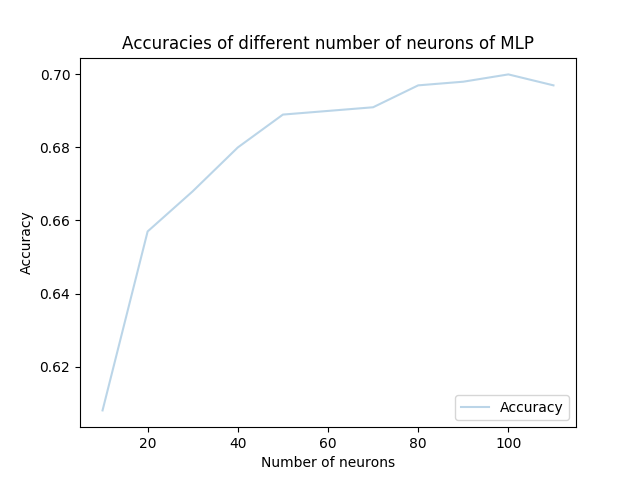 Accuracies of different number of neurons of MLP
0.70
0.68
0.66
0.64
0.62
Accuracy
Accuracy
20 40 60 80 100
Number of neurons